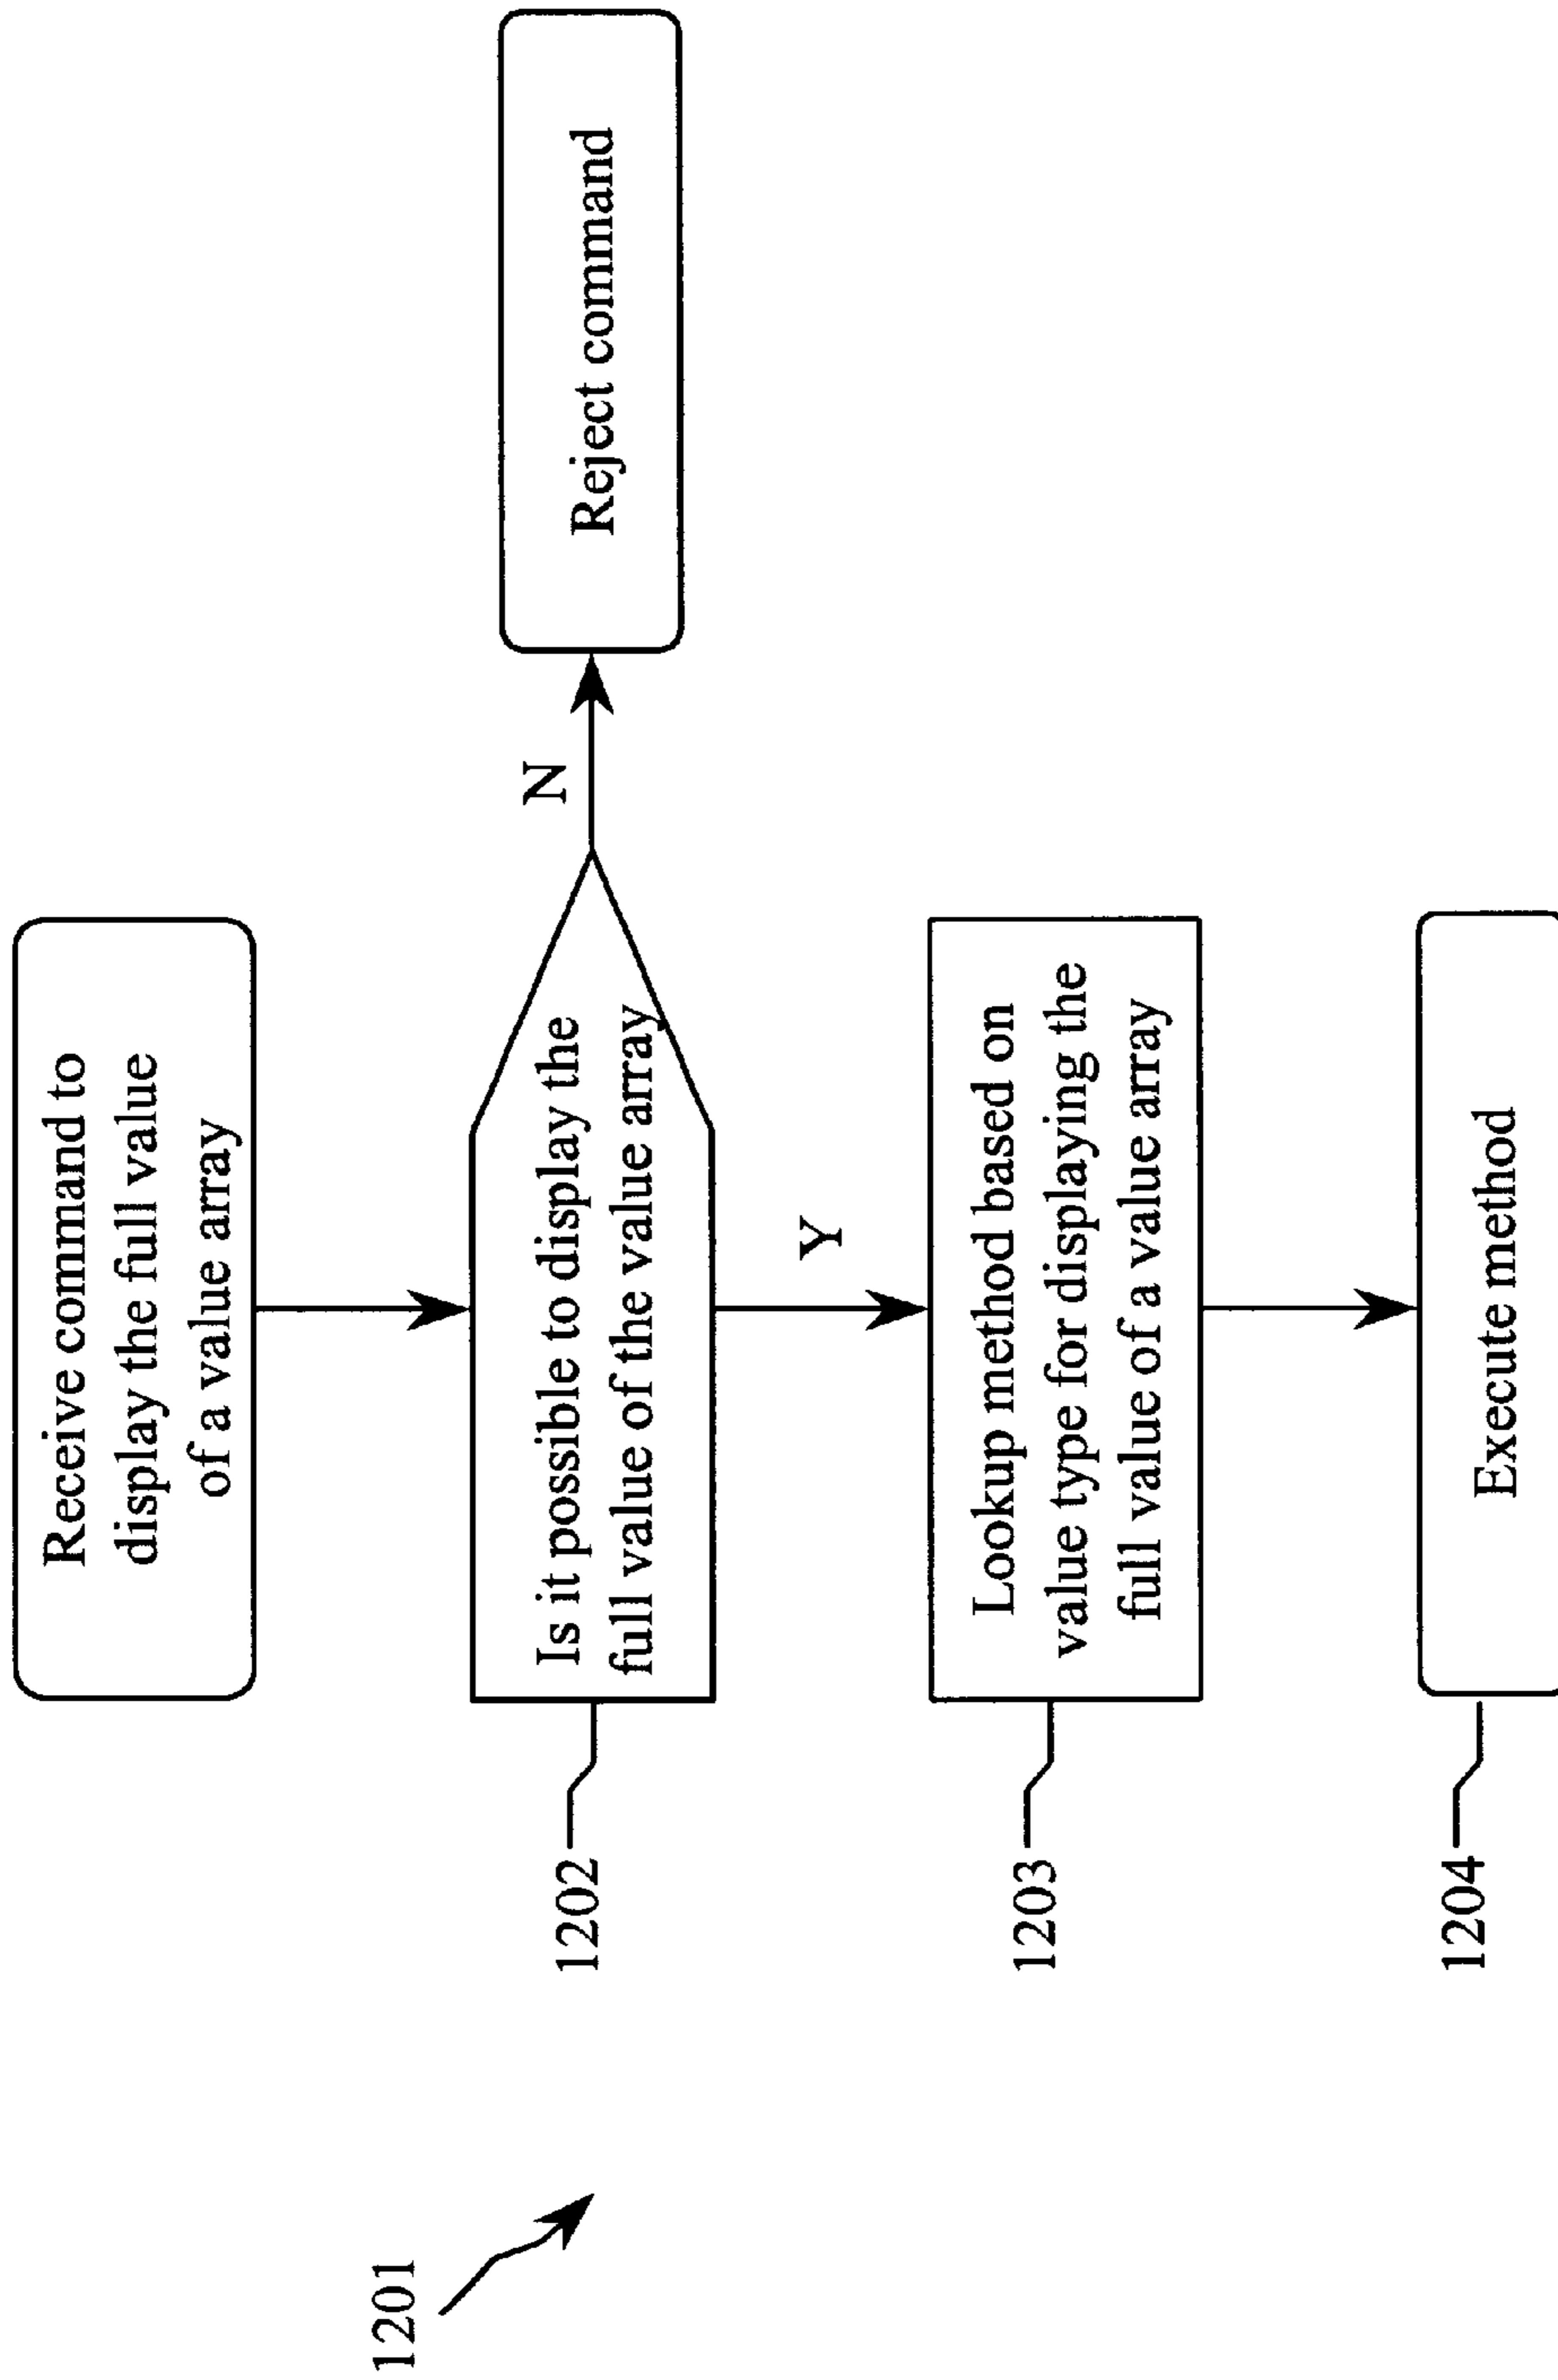 Receive command to
display the full value
of a value array
1201
1202
Is it possible to display the
full value of the value array
N
Reject command
Y
1203
Lookup method based on
value type for displaying the
full value of a value array
1204
Execute method